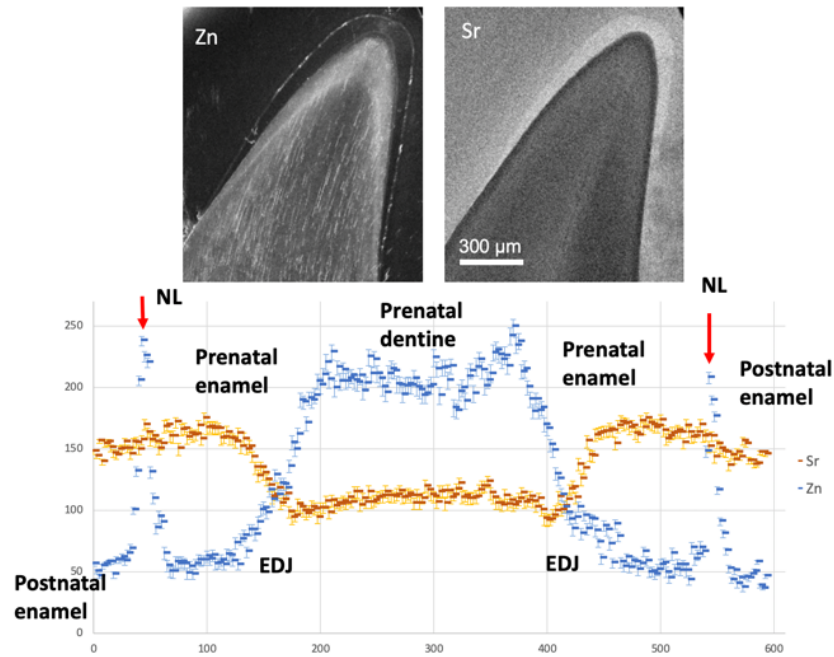 Zn
Sr
300 µm
NL
NL
Prenatal
dentine
Prenatal
enamel
Prenatal
enamel
Postnatal
enamel
EDJ
EDJ
Postnatal
enamel
250
200
150
100
50
0
0
100
200
300
400
500
600
Sr
Zn